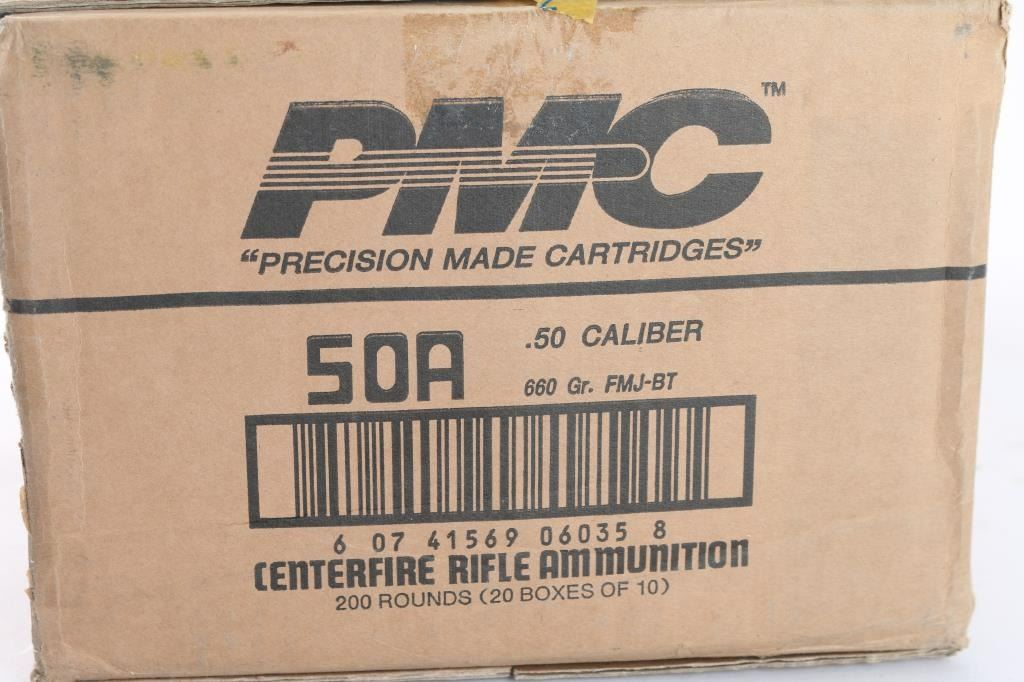 PMC™
“PRECISION MADE CARTRIDGES”
50A
.50 CALIBER
660 Gr. FMJ-BT
6 07 41569 06035 8
CENTERFIRE RIFLE AMMUNITION
200 ROUNDS (20 BOXES OF 10)